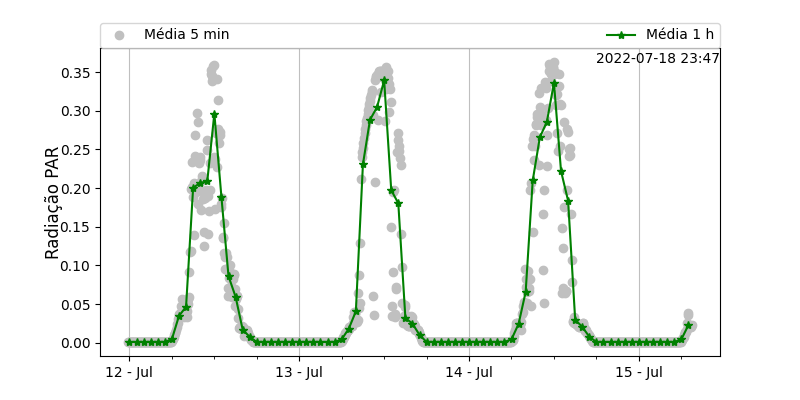 Média 5 min
Média 1 h
2022-07-18 23:47
Radiação PAR
0.35
0.30
0.25
0.20
0.15
0.10
0.05
0.00
12 - Jul
13 - Jul
14 - Jul
15 - Jul